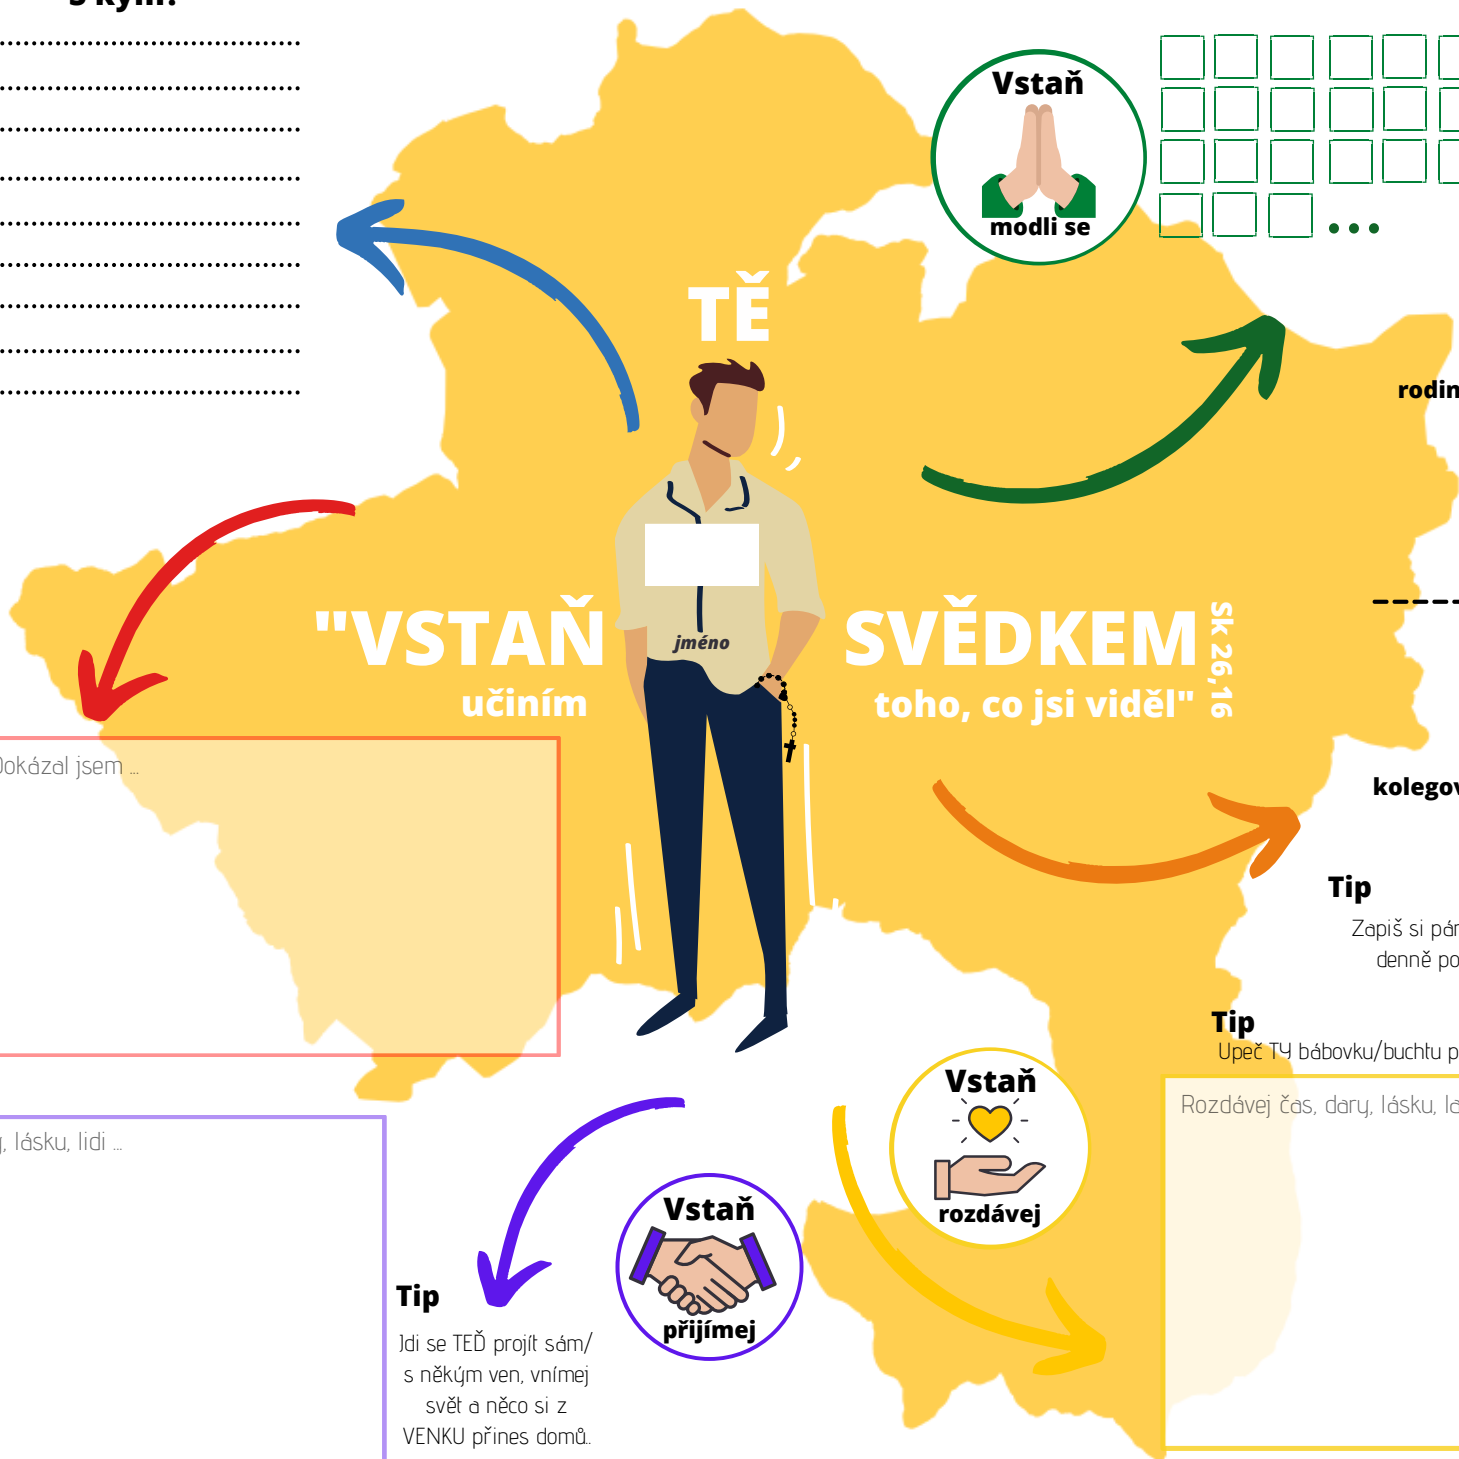 s kým?
Vstaň
modli se
TĚ
rodin
"VSTAŇ
učiním
jméno
SVĚDKEM
toho, co jsi viděl"
Sk 26,16
Dokázal jsem ...
kolegov
Tip
Zapiš si pár
denně po
Tip
Upeč TY bábovku/buchtu p
Rozdávej čas, dary, lásku, la
Vstaň
rozdávej
, lásku, lidi ...
Vstaň
přijímej
Tip
Jdi se TEĎ projít sám/
s někým ven, vnímej
svět a něco si z
VENKU přines domů..